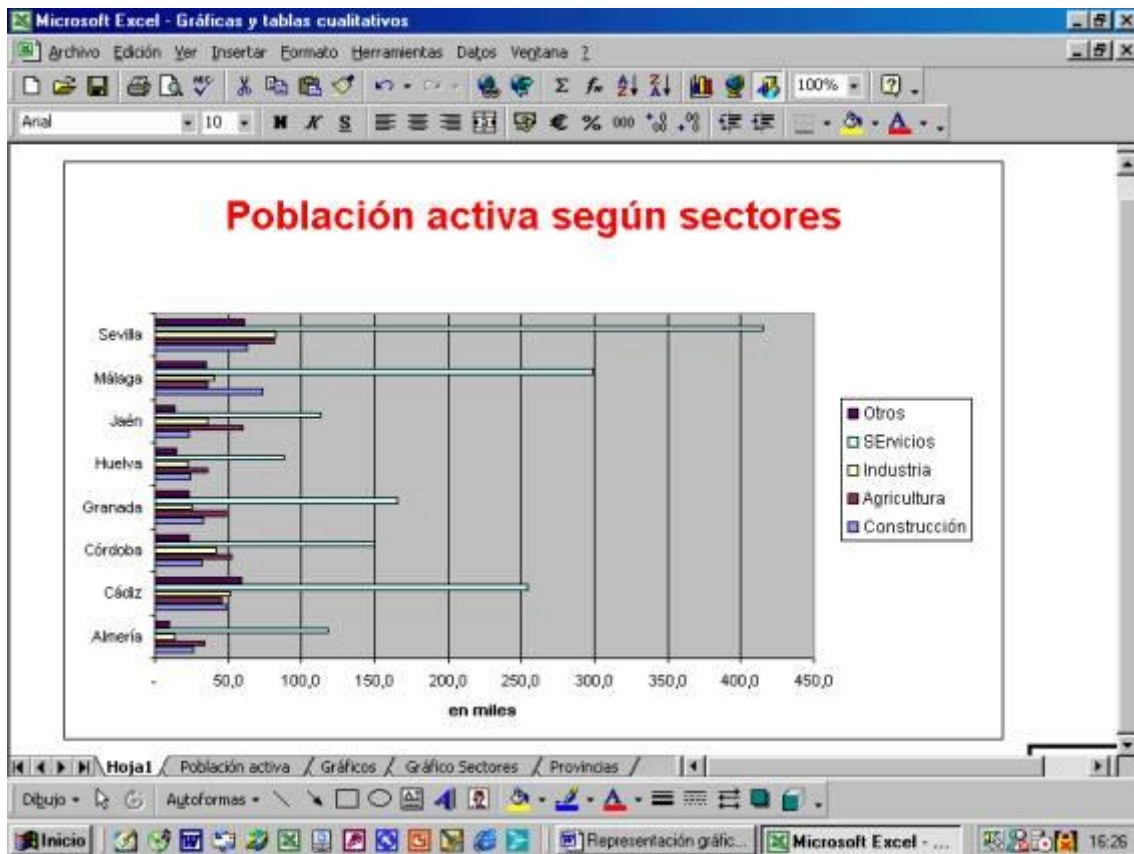 Microsoft Excel - Gráficas y tablas cualitativos
Archivo Edición Ver Insertar Formato Herramientas Datos Ventana ?
100%
Arial 10 N K S € % 000
Población activa según sectores
Sevilla
Málaga
Jaén
Huelva
Granada
Córdoba
Cádiz
Almería
- 50,0 100,0 150,0 200,0 250,0 300,0 350,0 400,0 450,0
en miles
Otros
SErvicios
Industria
Agricultura
Construcción
Hoja1 / Población activa / Gráficos / Gráfico Sectores / Provincias /
Dibujo Autoformas
Inicio Representación gráfic... Microsoft Excel - ... 16:26